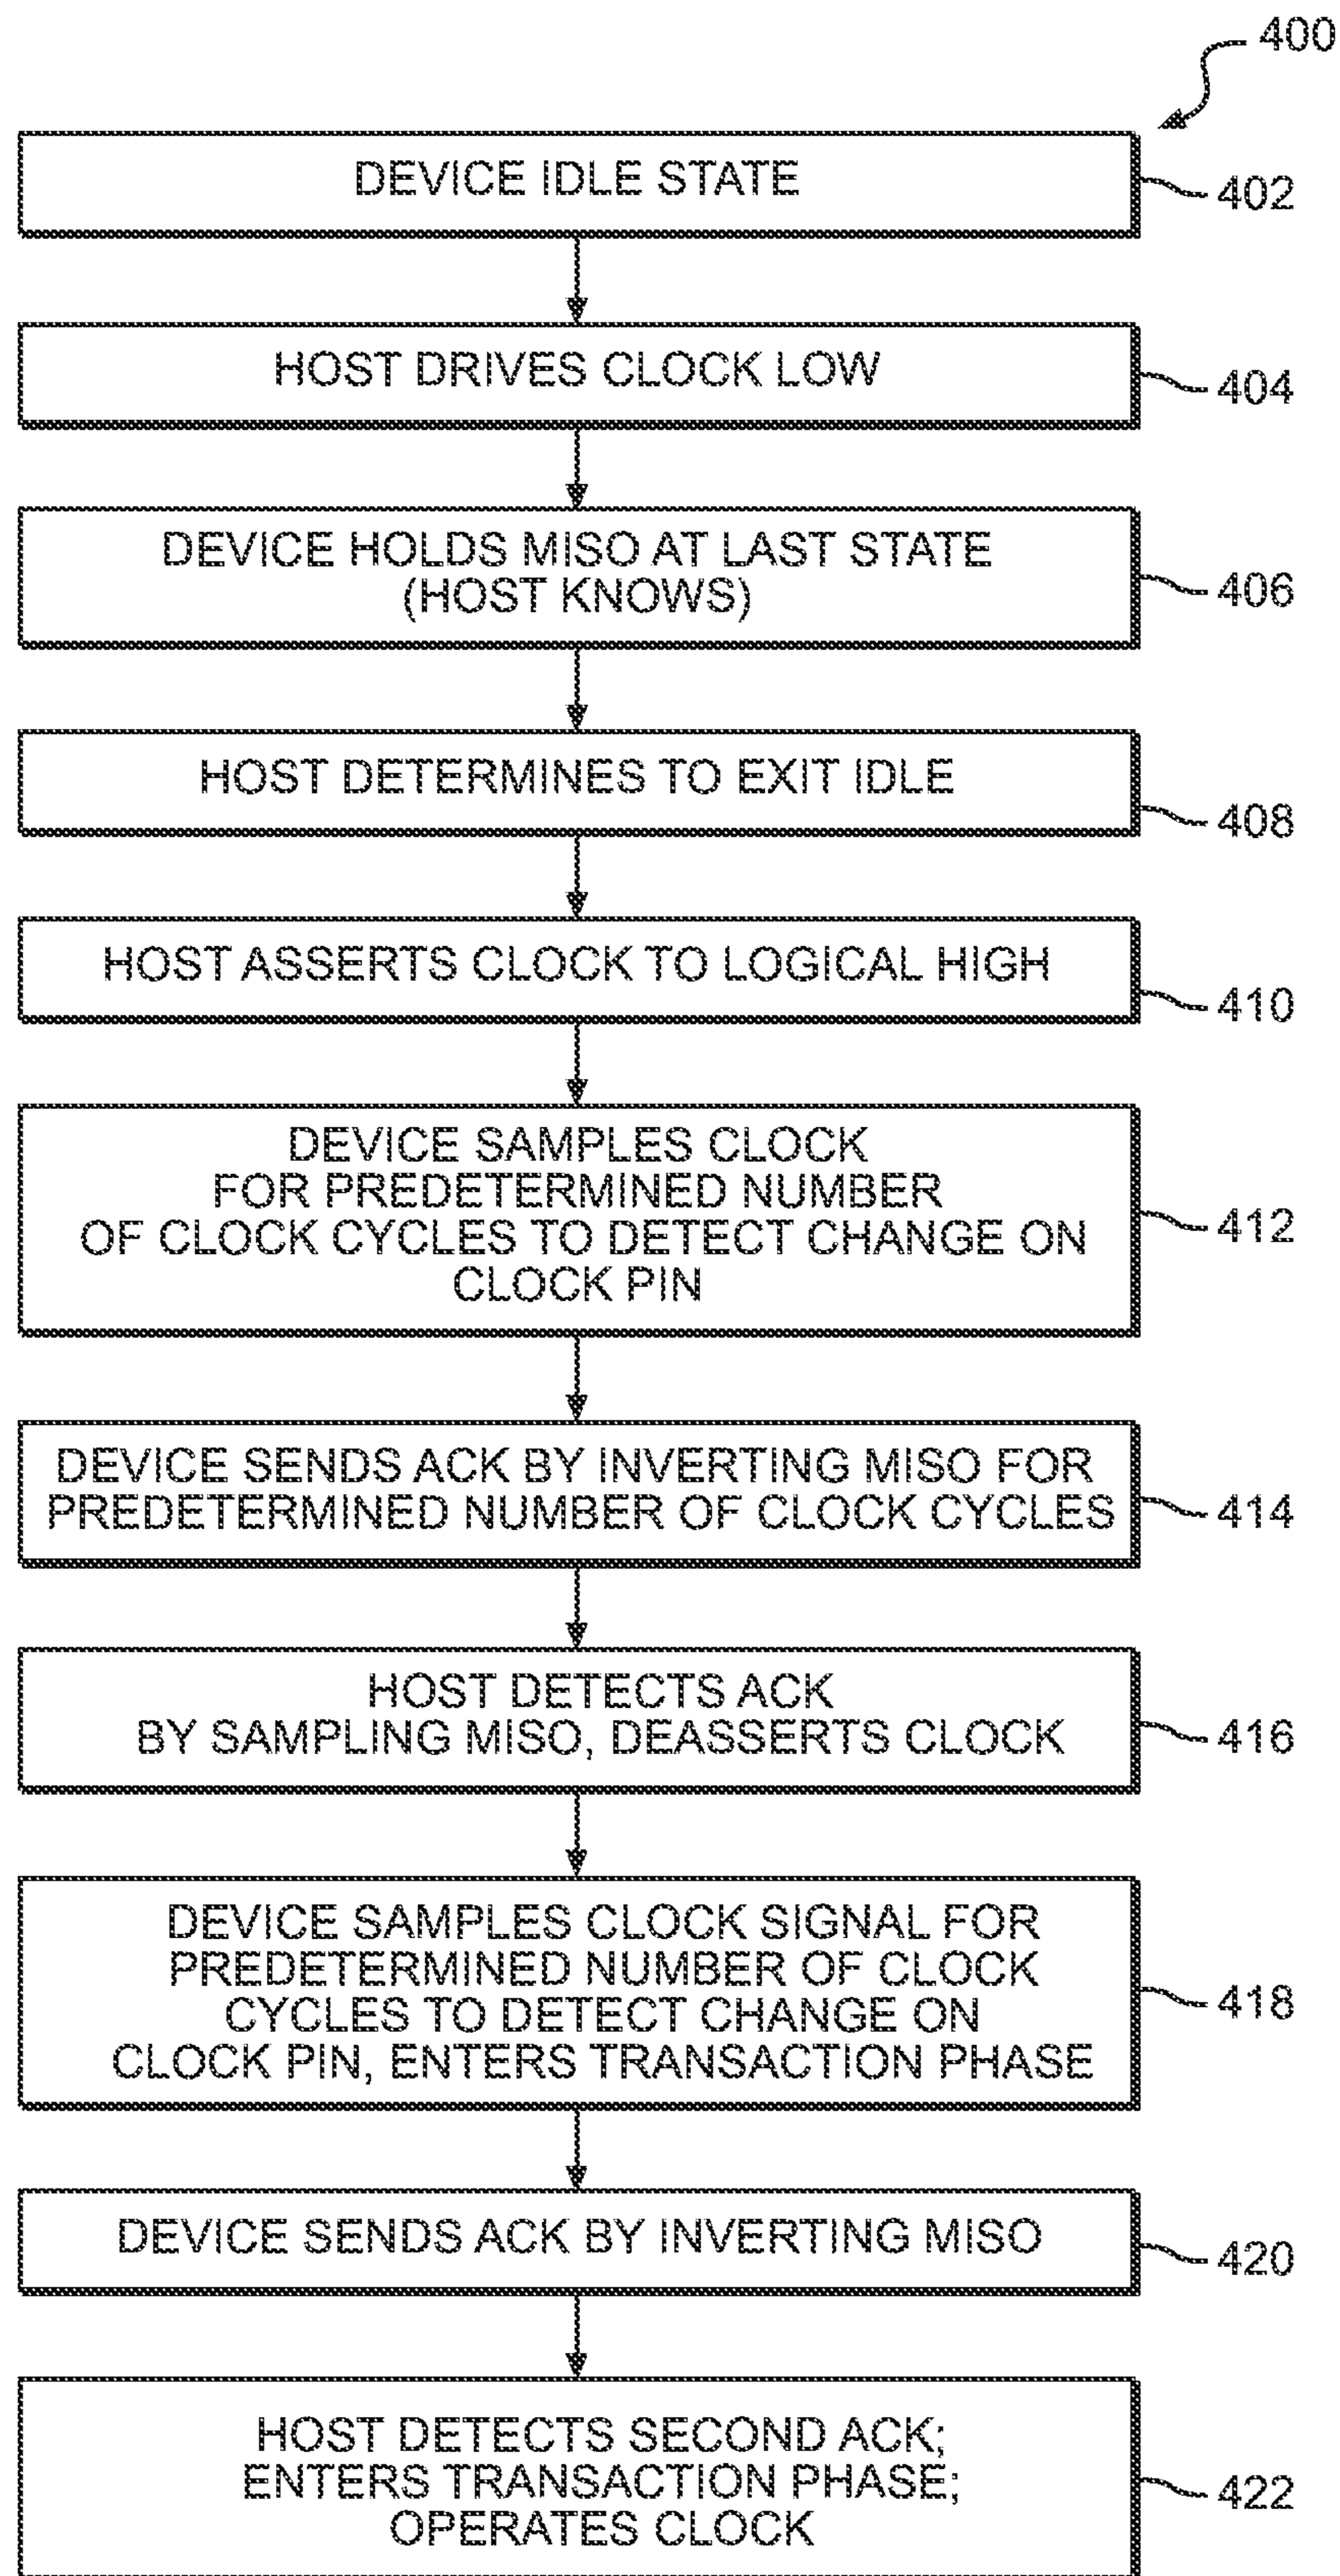 400
DEVICE IDLE STATE
402
HOST DRIVES CLOCK LOW
404
DEVICE HOLDS MISO AT LAST STATE
(HOST KNOWS)
406
HOST DETERMINES TO EXIT IDLE
408
HOST ASSERTS CLOCK TO LOGICAL HIGH
410
DEVICE SAMPLES CLOCK
FOR PREDETERMINED NUMBER
OF CLOCK CYCLES TO DETECT CHANGE ON
CLOCK PIN
412
DEVICE SENDS ACK BY INVERTING MISO FOR
PREDETERMINED NUMBER OF CLOCK CYCLES
414
HOST DETECTS ACK
BY SAMPLING MISO, DEASSERTS CLOCK
416
DEVICE SAMPLES CLOCK SIGNAL FOR
PREDETERMINED NUMBER OF CLOCK
CYCLES TO DETECT CHANGE ON
CLOCK PIN, ENTERS TRANSACTION PHASE
418
DEVICE SENDS ACK BY INVERTING MISO
420
HOST DETECTS SECOND ACK;
ENTERS TRANSACTION PHASE;
OPERATES CLOCK
422